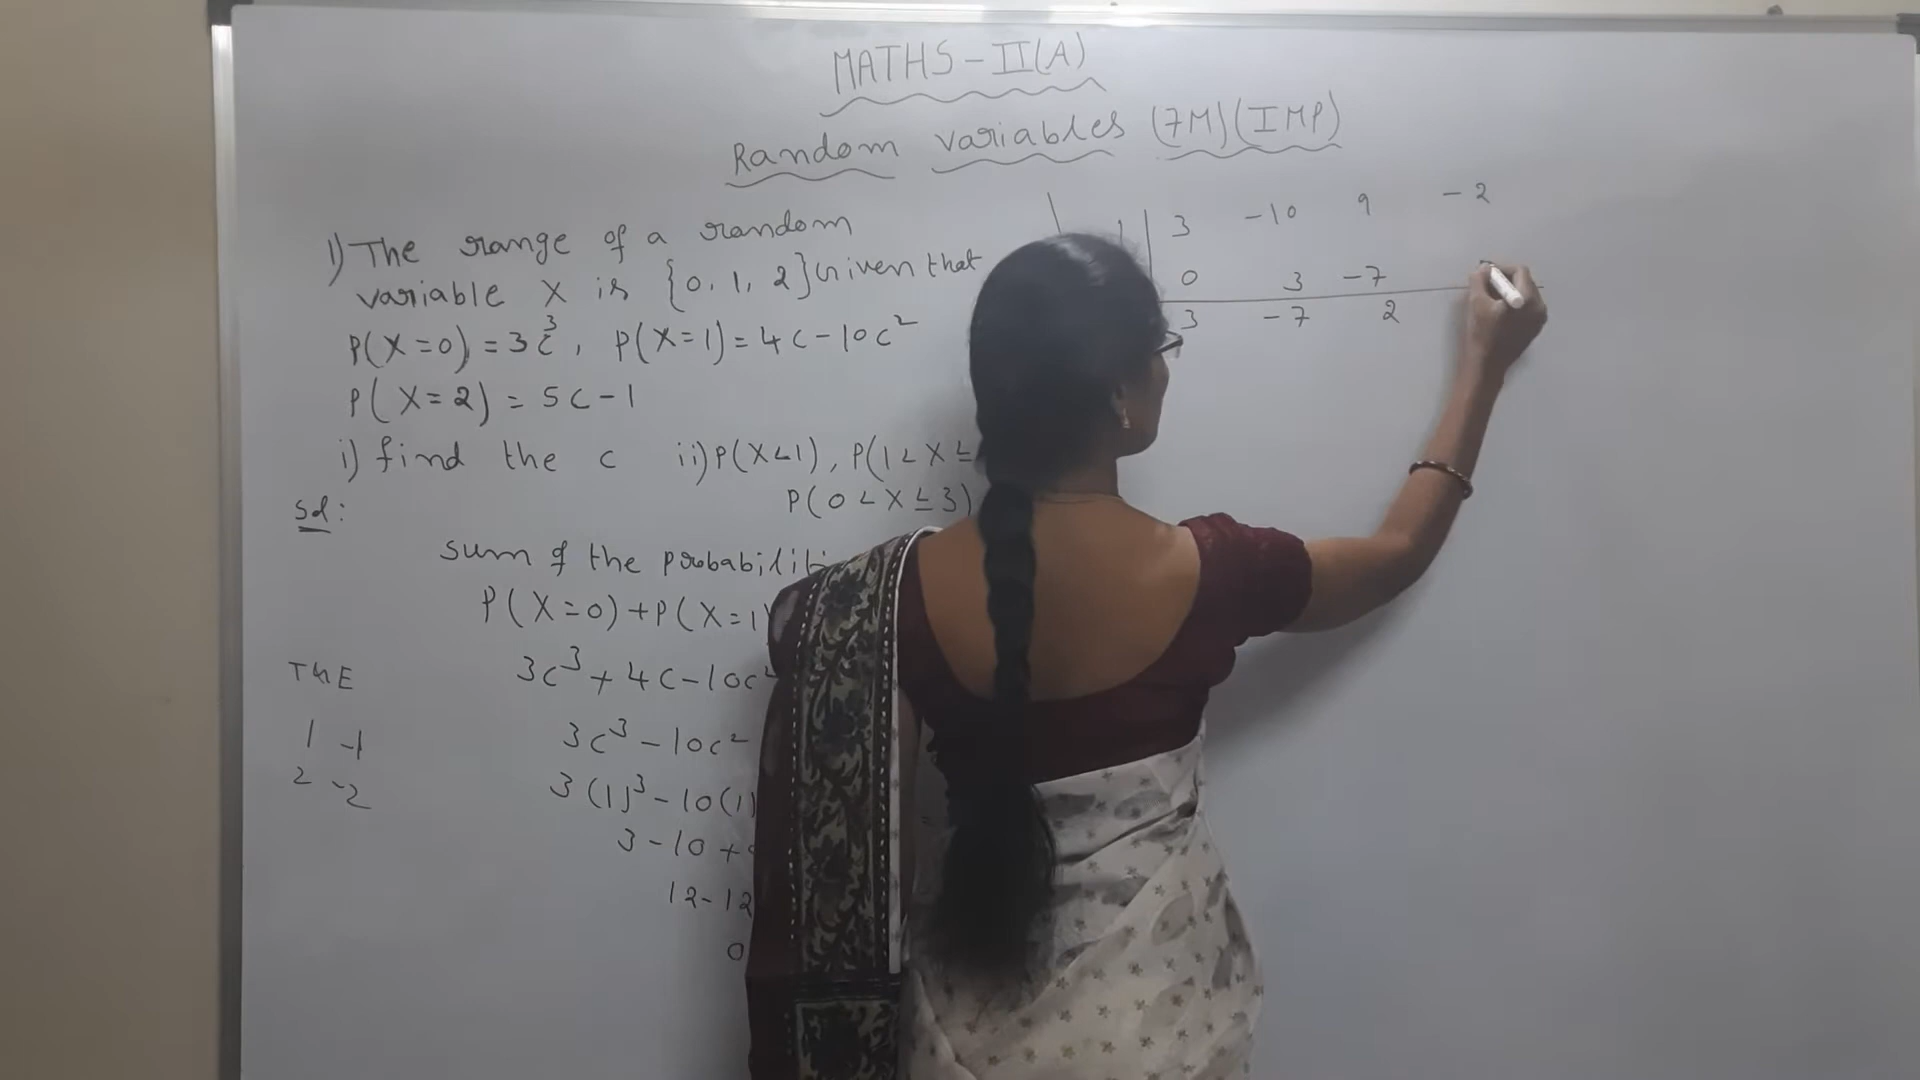 MATHS - II(A)
Random variables (7M)(IMP)
1) The range of a random
variable X is {0, 1, 2} Given that
P(X=0) = 3c³, P(X=1) = 4c-10c²
P(X=2) = 5c-1
i) find the c ii) P(X<1), P(1<X≤
P(0<X≤3)
Sol:
sum of the probabiliti
P(X=0)+P(X=1)
3c³+4c-10c²
3c³-10c²
3(1)³-10(1)
3-10+9
12-12
0
T&E
1 -1
2 -2
1 3 -10 9 -2
0 3 -7
3 -7 2